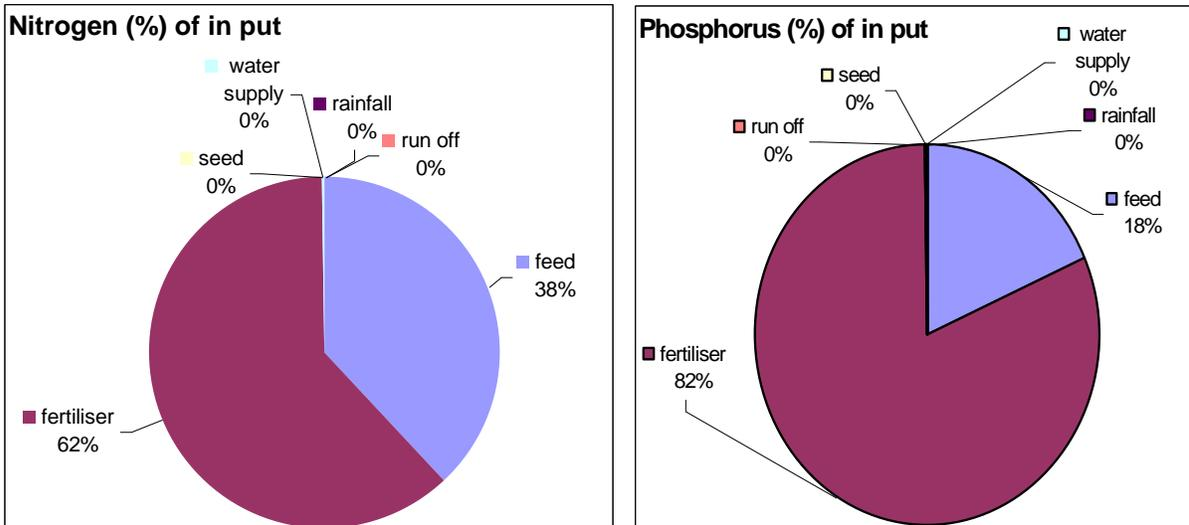 Nitrogen (%) of in put
water
supply
0%
rainfall
0%
run off
0%
seed
0%
feed
38%
fertiliser
62%
Phosphorus (%) of in put
water
supply
0%
seed
0%
rainfall
0%
run off
0%
feed
18%
fertiliser
82%